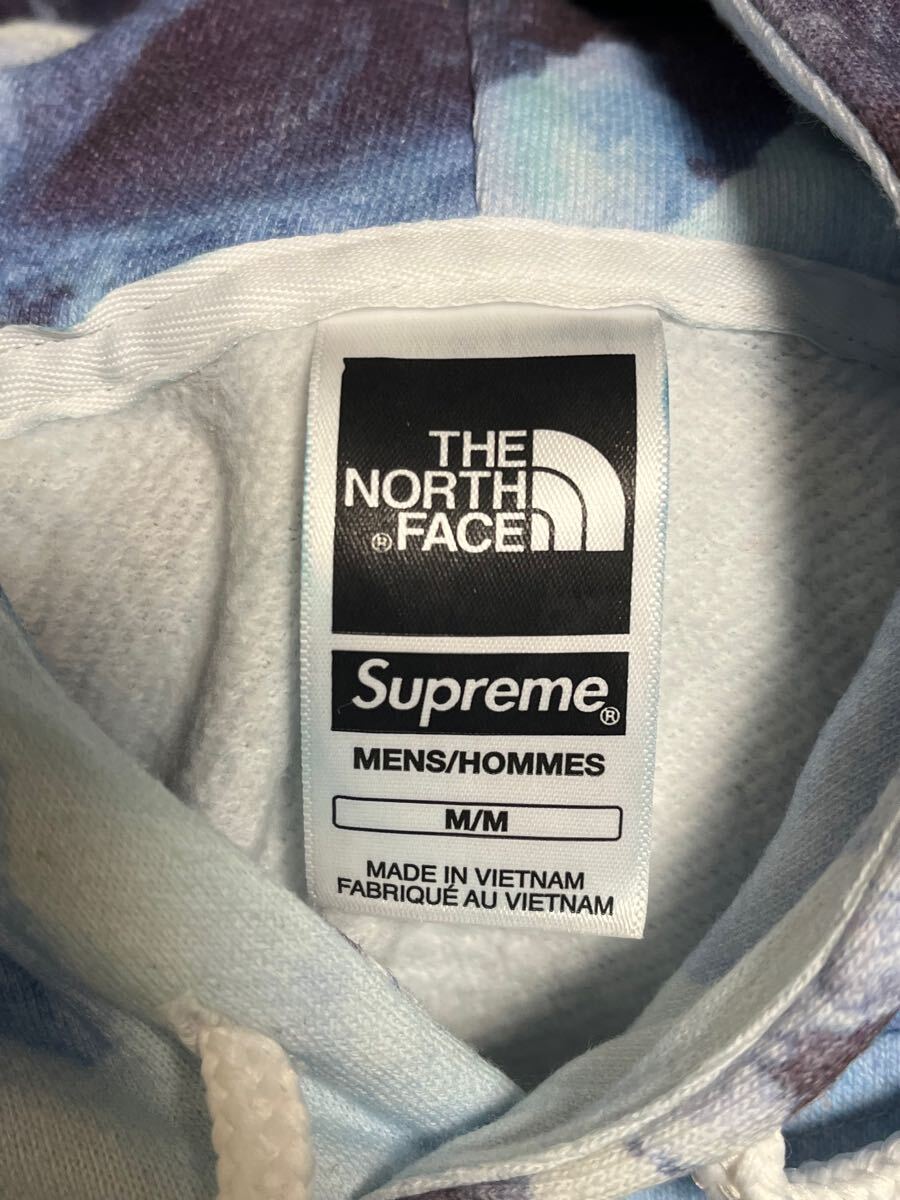 THE
NORTH
® FACE
Supreme®
MENS/HOMMES
M/M
MADE IN VIETNAM
FABRIQUÉ AU VIETNAM